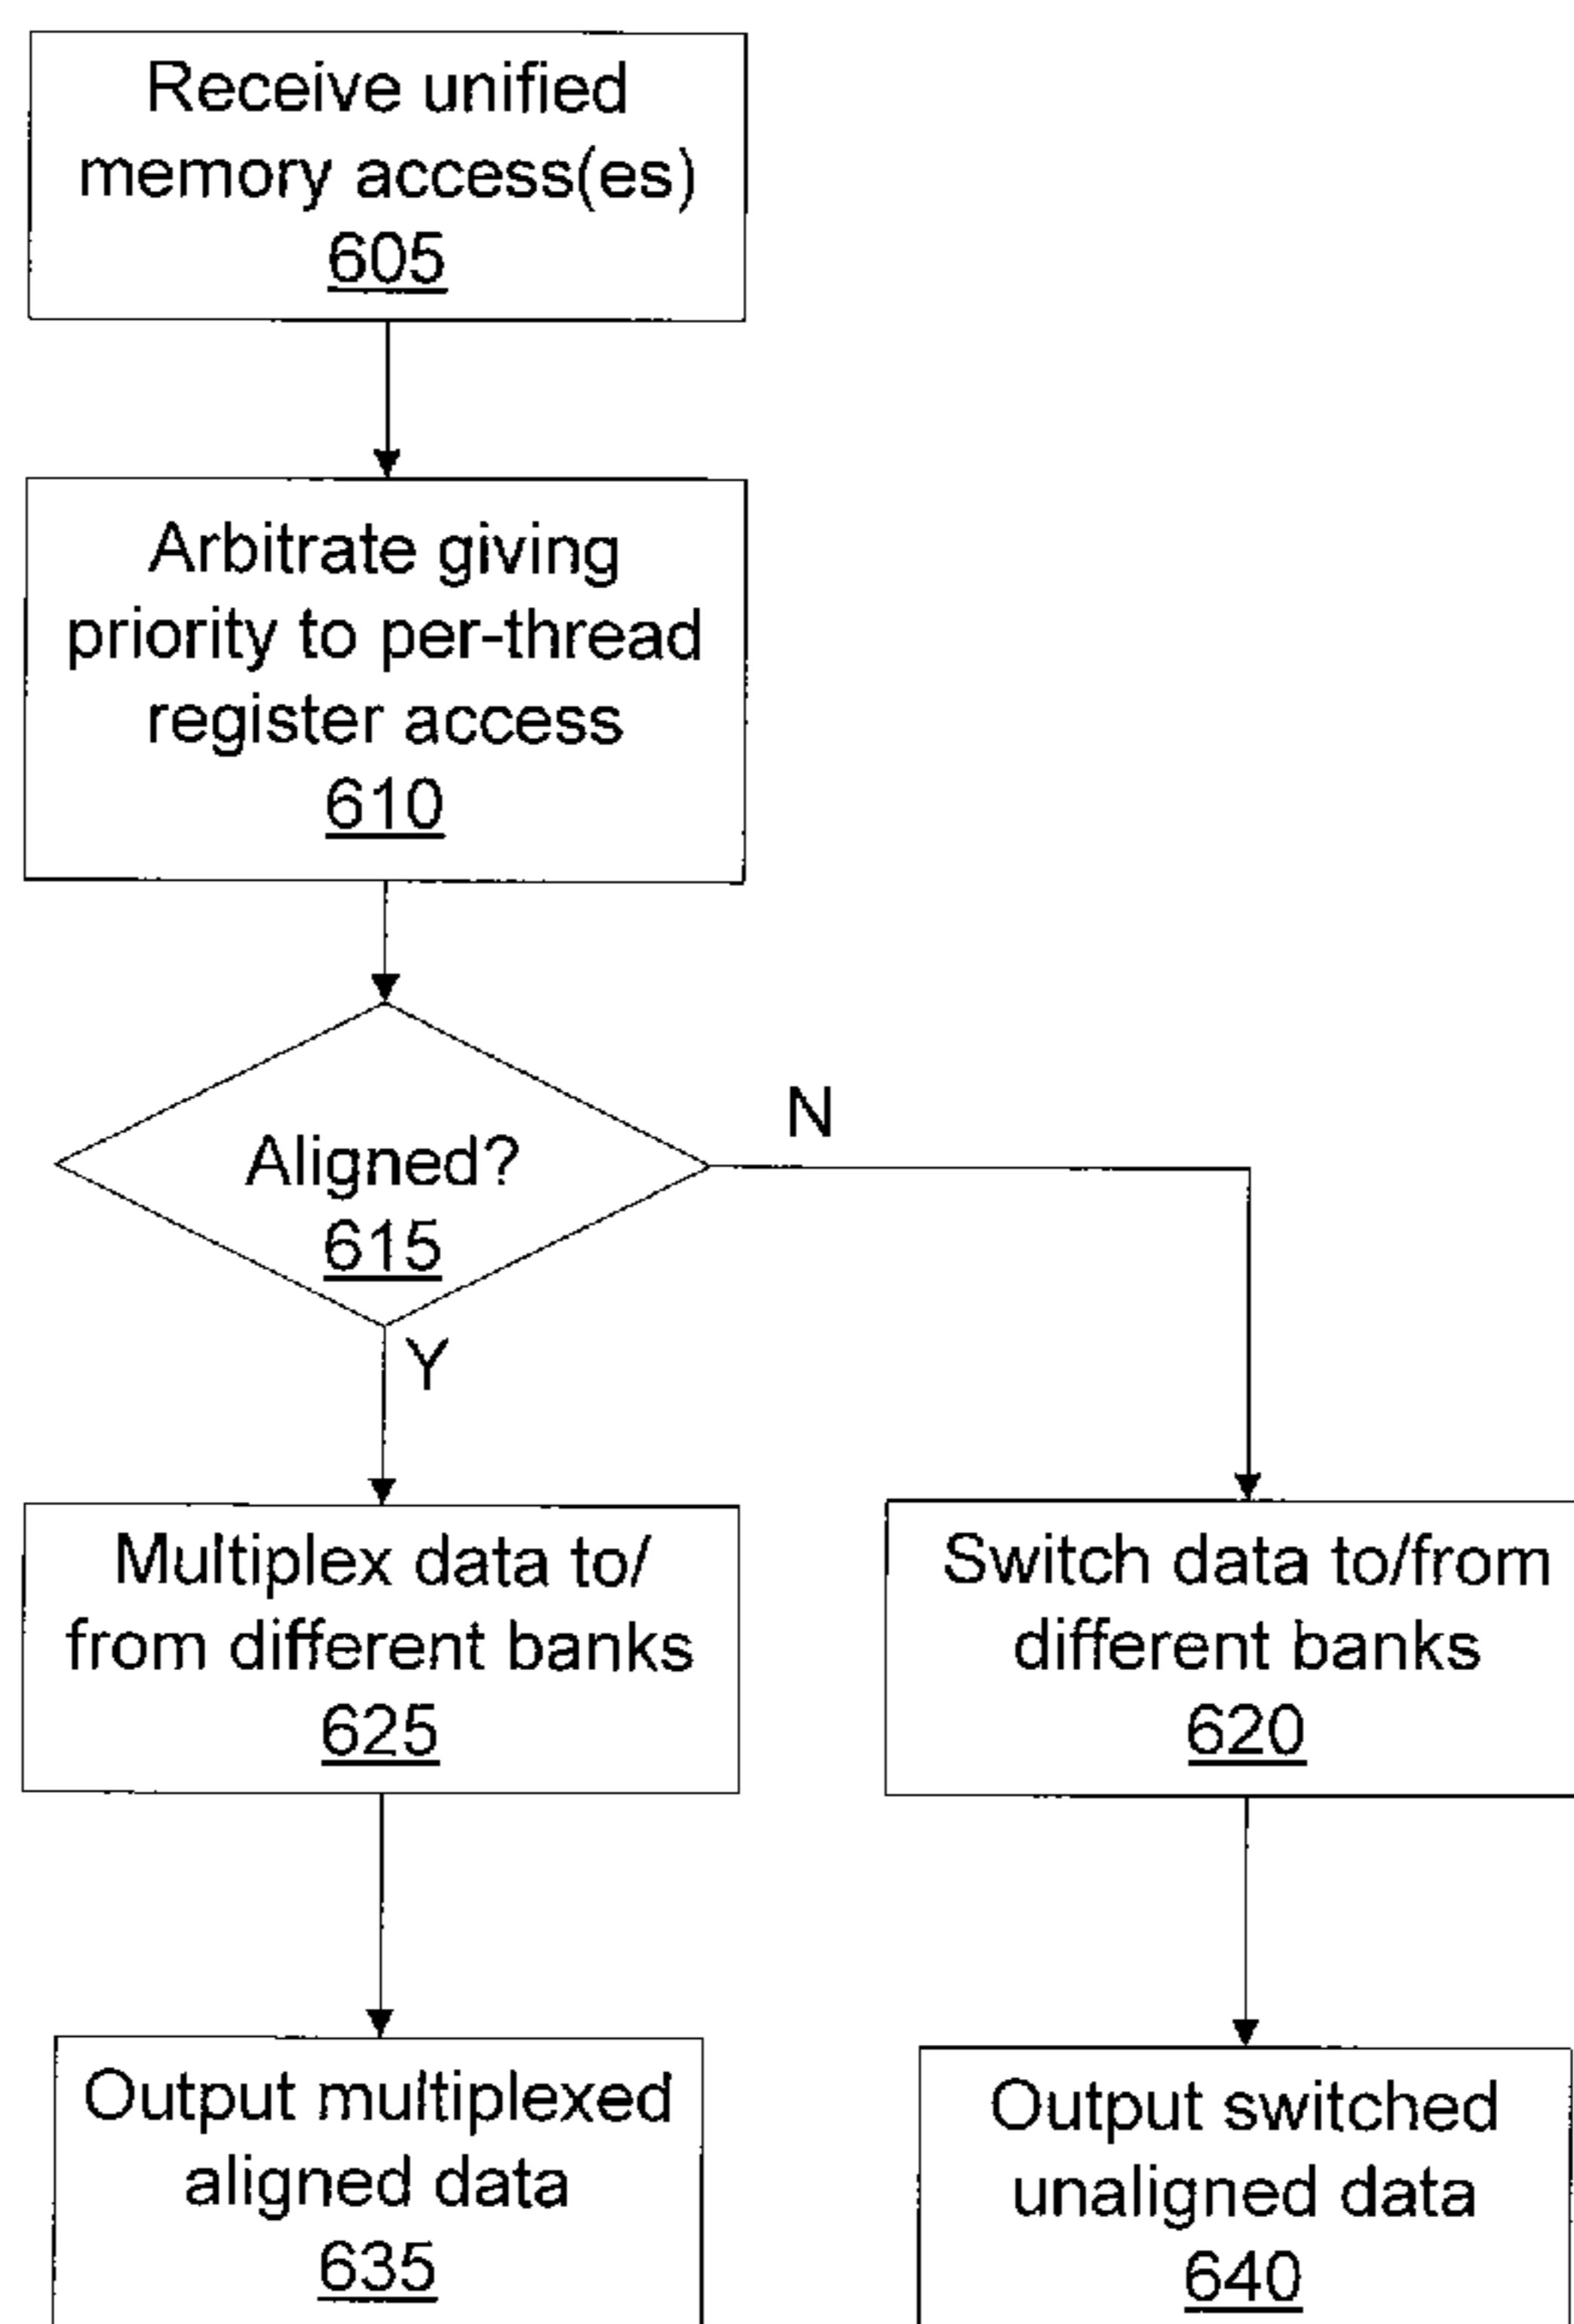 Receive unified
memory access(es)
605
Arbitrate giving
priority to per-thread
register access
610
Aligned?
615
N
Y
Multiplex data to/
from different banks
625
Switch data to/from
different banks
620
Output multiplexed
aligned data
635
Output switched
unaligned data
640